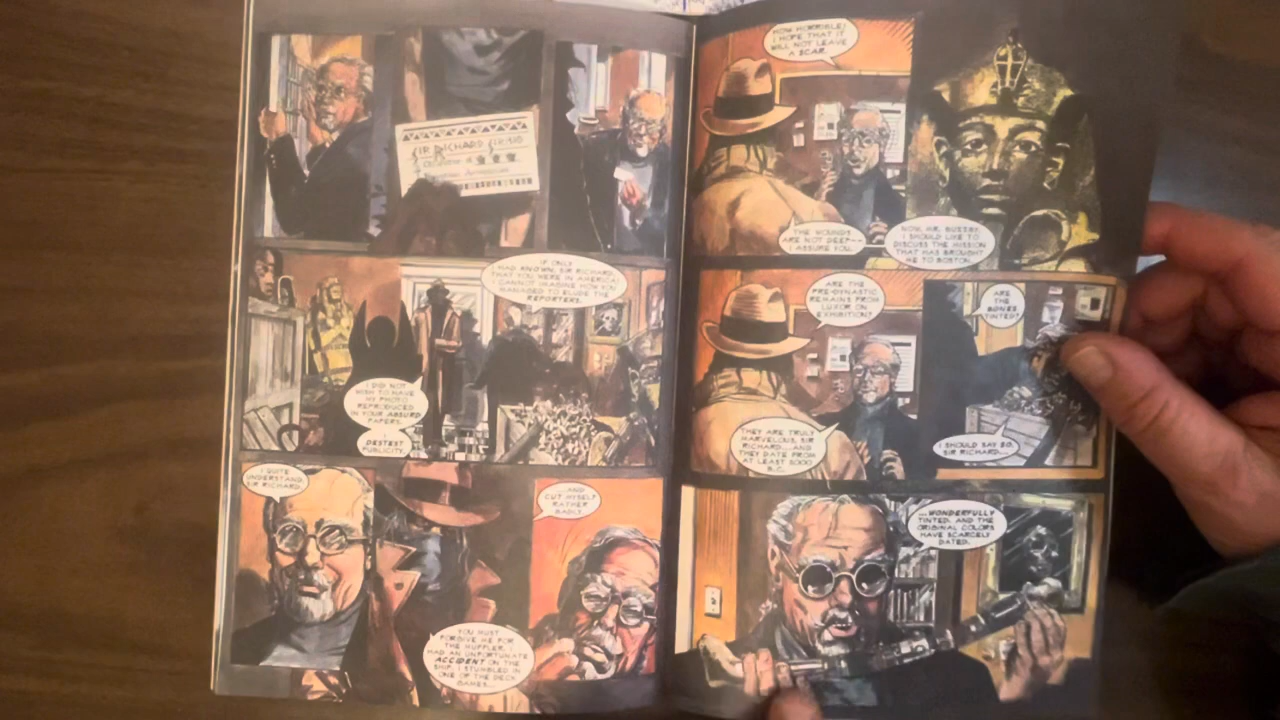 SIR RICHARD
IF ONLY
I HAD KNOWN, SIR RICHARD,
THAT YOU WERE IN AMERICA!
I CANNOT IMAGINE HOW YOU
MANAGED TO ELUDE THE
REPORTERS.
I DID NOT
WISH TO HAVE
MY PHOTO
REPRODUCED
IN YOUR ABSURD
PAPERS.
I
DESTEST
PUBLICITY.
I QUITE
UNDERSTAND,
SIR RICHARD.
YOU MUST
FORGIVE ME FOR
THE MUFFLER. I
HAD AN UNFORTUNATE
ACCIDENT ON THE
SHIP. I STUMBLED IN
ONE OF THE DECK
GAMES...
...AND
CUT MYSELF
RATHER
BADLY.
HOW HORRIBLE!
I HOPE THAT IT
WILL NOT LEAVE
A SCAR.
THE WOUNDS
ARE NOT DEEP--
I ASSURE YOU.
NOW, MR. BUZZBY,
I SHOULD LIKE TO
DISCUSS THE MISSION
THAT HAS BROUGHT
ME TO BOSTON.
ARE THE
PRE-DYNASTIC
REMAINS FROM
LUXOR ON
EXHIBITION?
THEY ARE TRULY
MARVELOUS, SIR
RICHARD...AND
THEY DATE FROM
AT LEAST 5000
B.C.
ARE
THE
BONES
TINTED?
I SHOULD SAY SO,
SIR RICHARD...
...WONDERFULLY
TINTED. AND THE
ORIGINAL COLORS
HAVE SCARCELY
DATED.